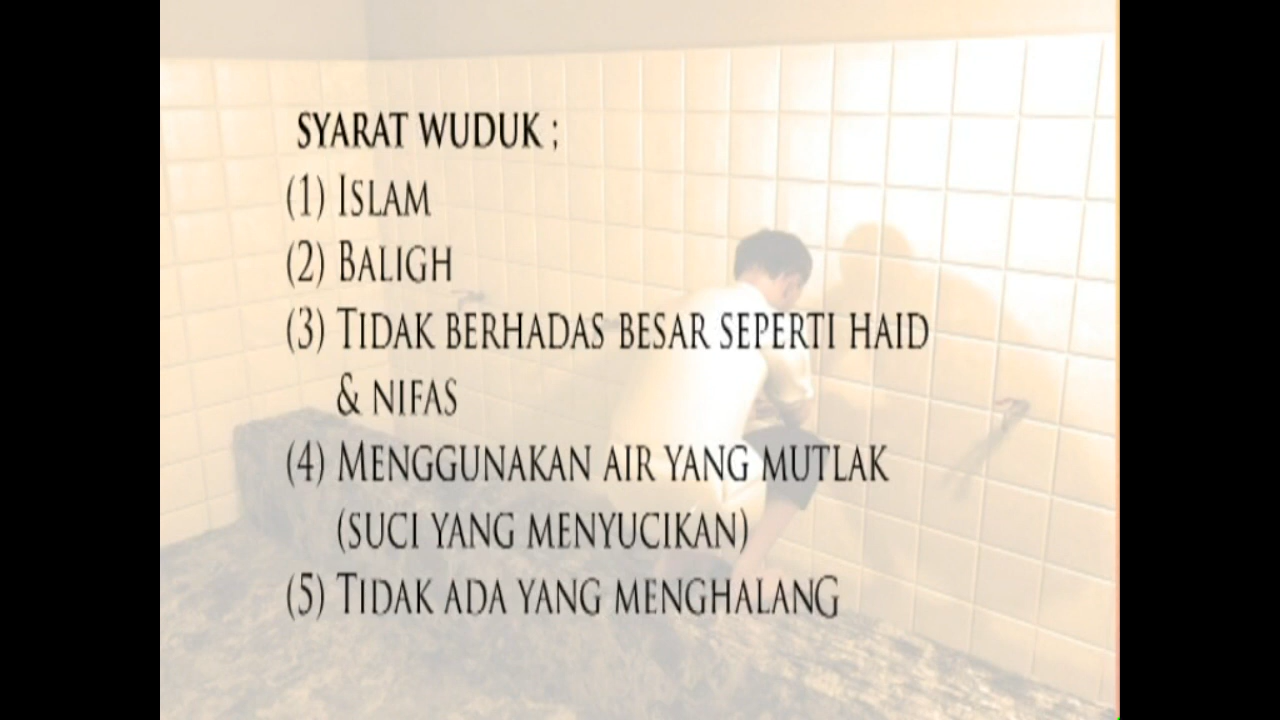 SYARAT WUDUK ;
(1) ISLAM
(2) BALIGH
(3) TIDAK BERHADAS BESAR SEPERTI HAID
& NIFAS
(4) MENGGUNAKAN AIR YANG MUTLAK
(SUCI YANG MENYUCIKAN)
(5) TIDAK ADA YANG MENGHALANG